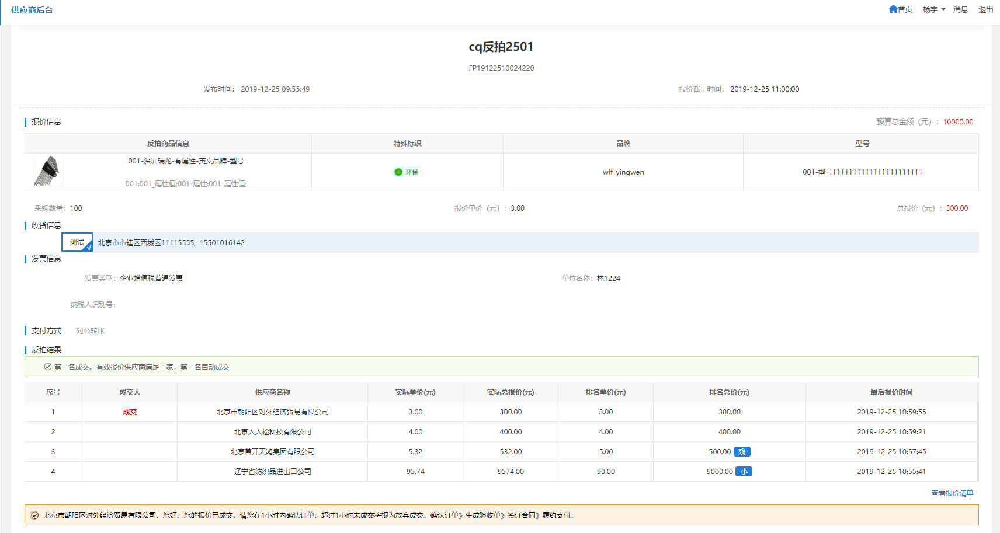 供应商后台 首页 杨宇 消息 退出
cq反拍2501
FP19122510024220
发布时间： 2019-12-25 09:55:49 报价截止时间： 2019-12-25 11:00:00
报价信息 预算总金额（元）： 10000.00
反拍商品信息 特殊标识 品牌 型号
001-深圳瑞龙-有属性-英文品牌-型号
环保 wlf_yingwen 001-型号1111111111111111111111
001:001_属性值;001-属性:001-属性值;
采购数量： 100 报价单价（元）： 3.00 总报价（元）： 300.00
收货信息
测试 √ 北京市市辖区西城区11115555 15501016142
发票信息
发票类型： 企业增值税普通发票 单位名称： 林1224
纳税人识别号：
支付方式 对公转账
反拍结果
第一名成交。有效报价供应商满足三家，第一名自动成交
序号 成交人 供应商名称 实际单价(元) 实际总报价(元) 排名单价(元) 排名总价(元) 最后报价时间
1 成交 北京市朝阳区对外经济贸易有限公司 3.00 300.00 3.00 300.00 2019-12-25 10:59:55
2 北京人人检科技有限公司 4.00 400.00 4.00 400.00 2019-12-25 10:59:21
3 北京首开天鸿集团有限公司 5.32 532.00 5.00 500.00 残 2019-12-25 10:57:45
4 辽宁省纺织品进出口公司 95.74 9574.00 90.00 9000.00 小 2019-12-25 10:55:41
查看报价清单
北京市朝阳区对外经济贸易有限公司，您好。您的报价已成交，请您在1小时内确认订单，超过1小时未成交将视为放弃成交。确认订单》生成验收单》签订合同》履约支付。